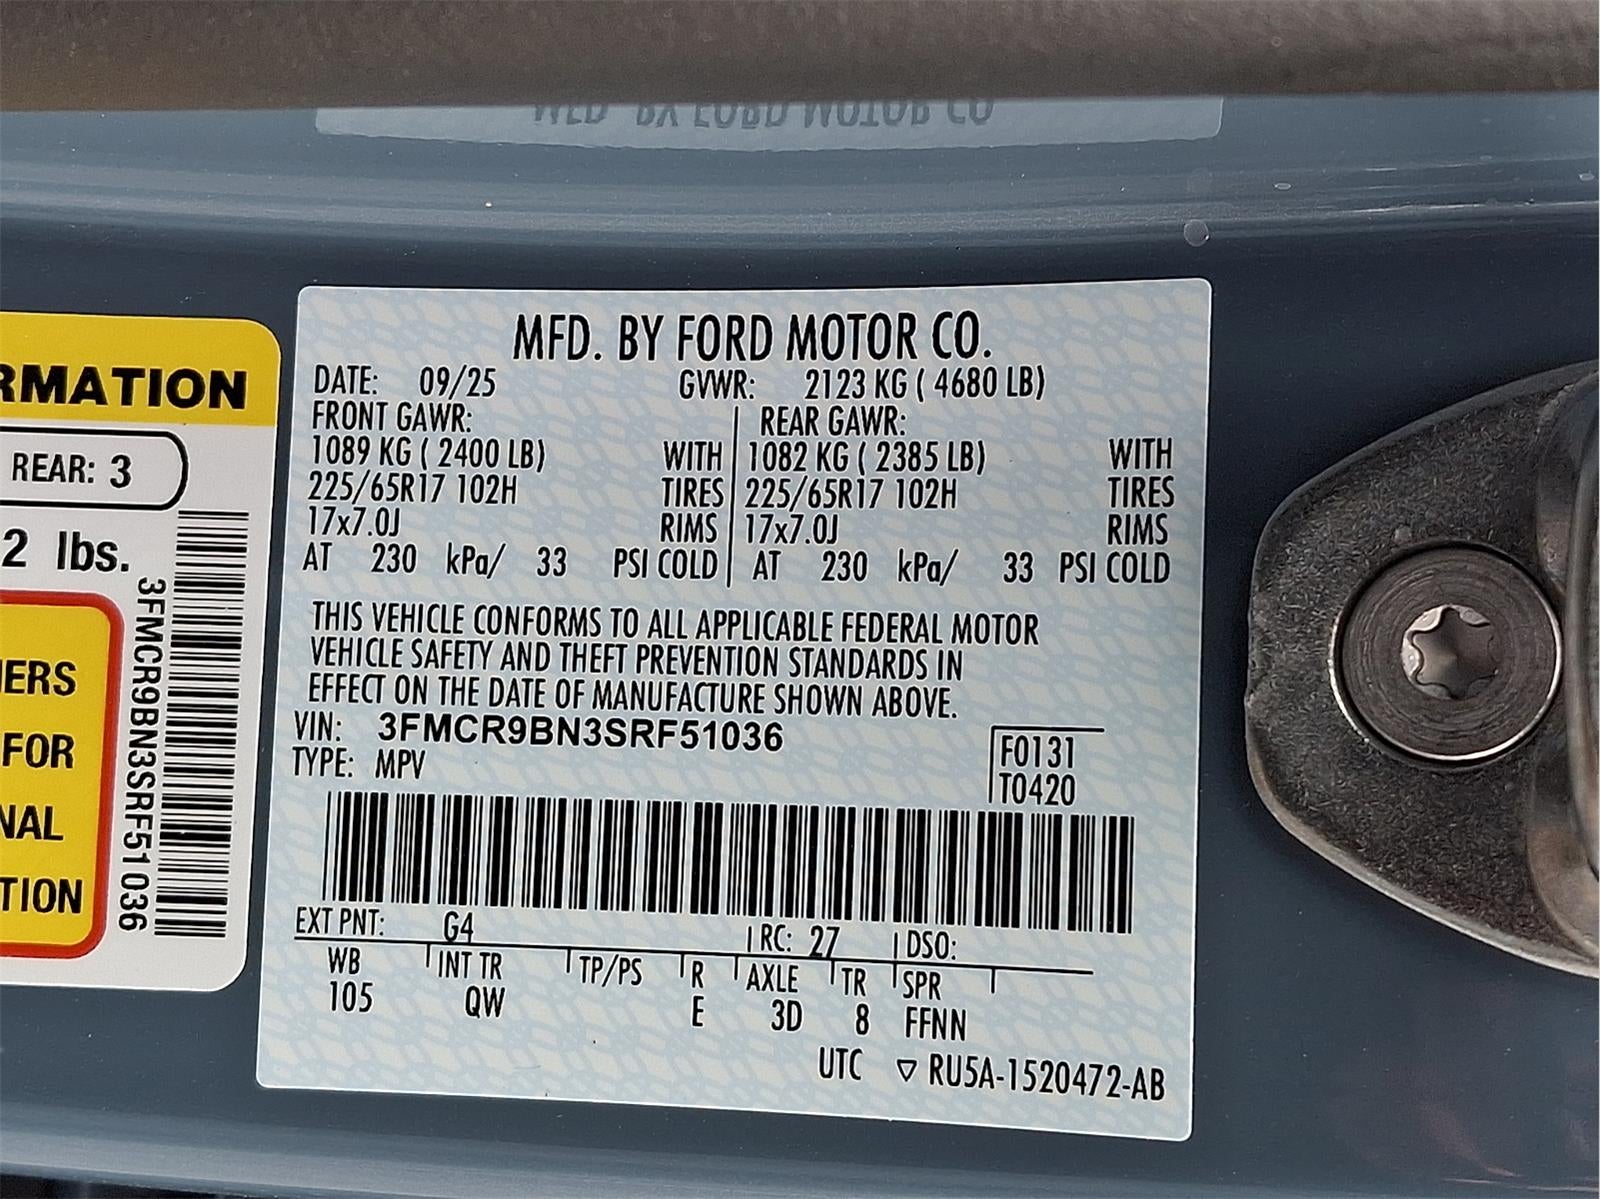 MFD. BY FORD MOTOR CO
RMATION
REAR: 3
2 lbs.
3FMCR9BN3SRF51036
IERS
FOR
NAL
TION
MFD. BY FORD MOTOR CO.
DATE: 09/25 GVWR: 2123 KG ( 4680 LB)
FRONT GAWR: REAR GAWR:
1089 KG ( 2400 LB) WITH 1082 KG ( 2385 LB) WITH
225/65R17 102H TIRES 225/65R17 102H TIRES
17x7.0J RIMS 17x7.0J RIMS
AT 230 kPa/ 33 PSI COLD AT 230 kPa/ 33 PSI COLD
THIS VEHICLE CONFORMS TO ALL APPLICABLE FEDERAL MOTOR
VEHICLE SAFETY AND THEFT PREVENTION STANDARDS IN
EFFECT ON THE DATE OF MANUFACTURE SHOWN ABOVE.
VIN: 3FMCR9BN3SRF51036
F0131
TYPE: MPV
T0420
EXT PNT: G4 RC: 27 DSO:
WB INT TR TP/PS R AXLE TR SPR
105 QW E 3D 8 FFNN
UTC ▽ RU5A-1520472-AB